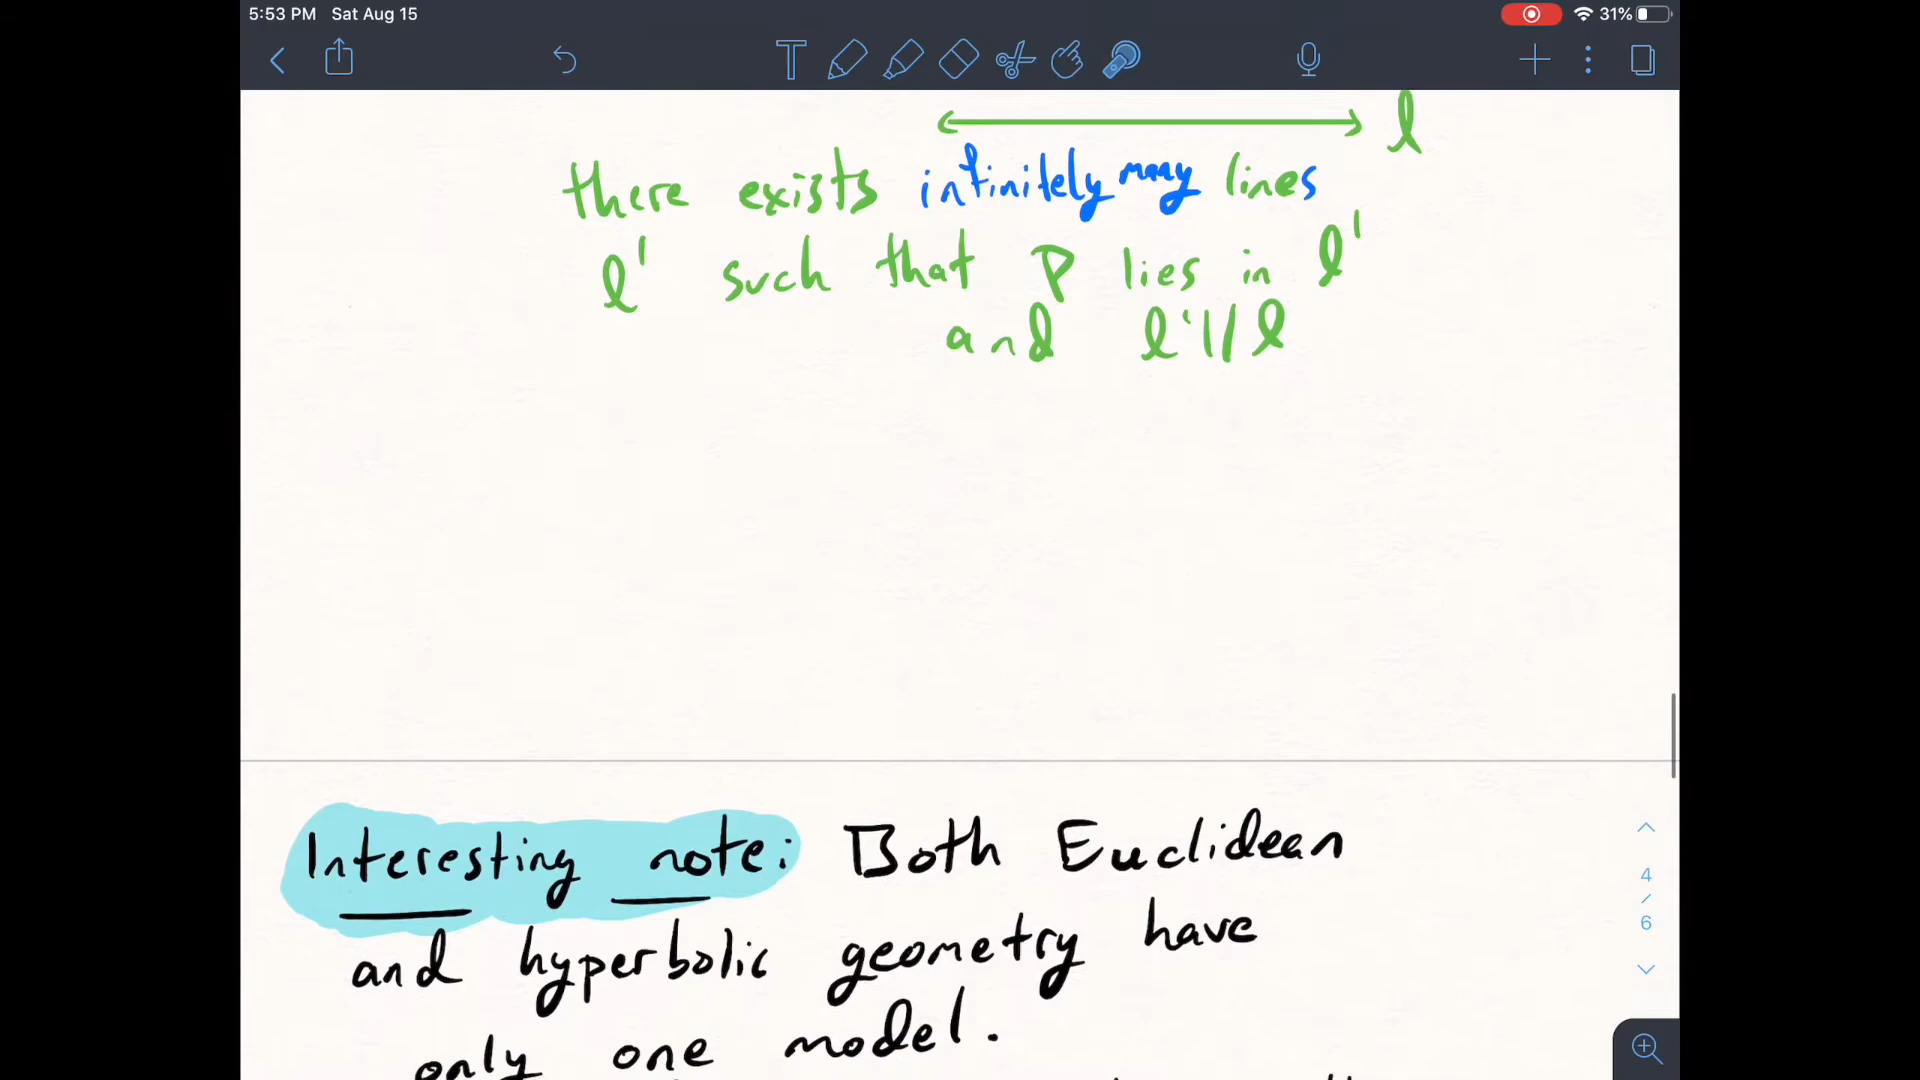 5:53 PM Sat Aug 15
31%
T
l
there exists infinitely many lines
l' such that P lies in l'
and l'//l
Interesting note: Both Euclidean
and hyperbolic geometry have
only one model.
4
/
6